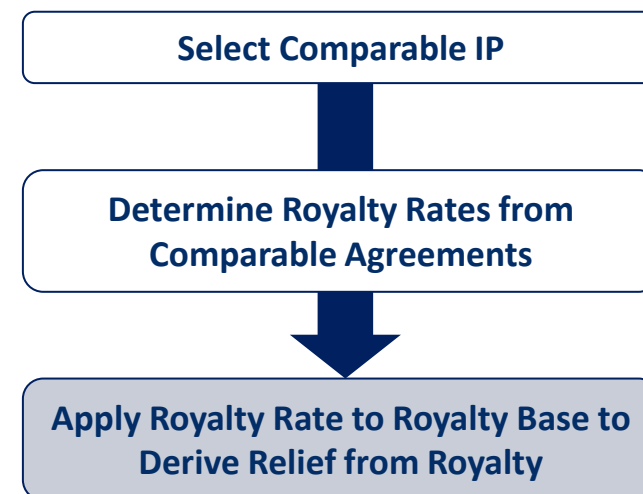 Select Comparable IP
Determine Royalty Rates from
Comparable Agreements
Apply Royalty Rate to Royalty Base to
Derive Relief from Royalty